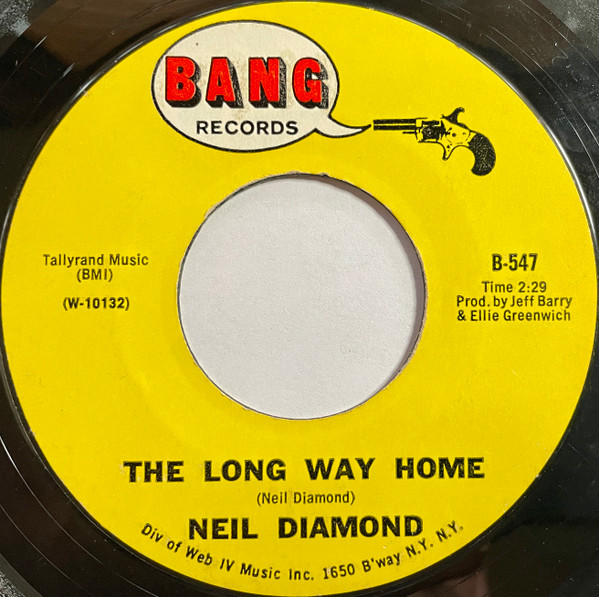 BANG
RECORDS
Tallyrand Music
(BMI)
(W-10132)
B-547
Time 2:29
Prod. by Jeff Barry
& Ellie Greenwich
THE LONG WAY HOME
(Neil Diamond)
NEIL DIAMOND
Div of Web IV Music Inc. 1650 B'way N.Y. N.Y.